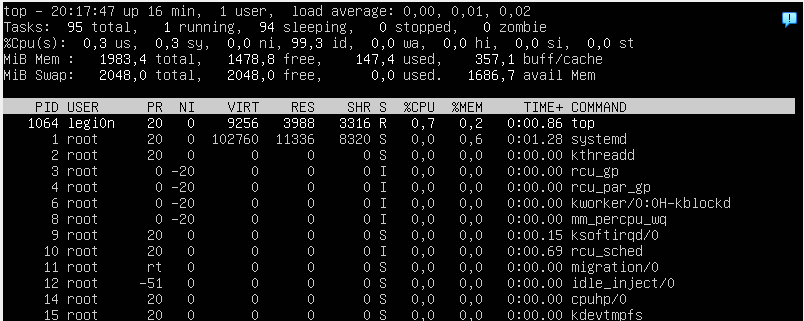 top - 20:17:47 up 16 min,  1 user,  load average: 0,00, 0,01, 0,02
Tasks:  95 total,   1 running,  94 sleeping,   0 stopped,   0 zombie
%Cpu(s):  0,3 us,  0,3 sy,  0,0 ni, 99,3 id,  0,0 wa,  0,0 hi,  0,0 si,  0,0 st
MiB Mem :   1983,4 total,   1478,8 free,    147,4 used,    357,1 buff/cache
MiB Swap:   2048,0 total,   2048,0 free,      0,0 used.   1686,7 avail Mem
PID USER      PR  NI    VIRT    RES    SHR S  %CPU  %MEM     TIME+ COMMAND
1064 legi0n    20   0    9256   3988   3316 R   0,7   0,2   0:00.86 top
1 root      20   0  102760  11336   8320 S   0,0   0,6   0:01.28 systemd
2 root      20   0       0      0      0 S   0,0   0,0   0:00.00 kthreadd
3 root       0 -20       0      0      0 I   0,0   0,0   0:00.00 rcu_gp
4 root       0 -20       0      0      0 I   0,0   0,0   0:00.00 rcu_par_gp
6 root       0 -20       0      0      0 I   0,0   0,0   0:00.00 kworker/0:0H-kblockd
8 root       0 -20       0      0      0 I   0,0   0,0   0:00.00 mm_percpu_wq
9 root      20   0       0      0      0 S   0,0   0,0   0:00.15 ksoftirqd/0
10 root      20   0       0      0      0 I   0,0   0,0   0:00.69 rcu_sched
11 root      rt   0       0      0      0 S   0,0   0,0   0:00.00 migration/0
12 root     -51   0       0      0      0 S   0,0   0,0   0:00.00 idle_inject/0
14 root      20   0       0      0      0 S   0,0   0,0   0:00.00 cpuhp/0
15 root      20   0       0      0      0 S   0,0   0,0   0:00.00 kdevtmpfs